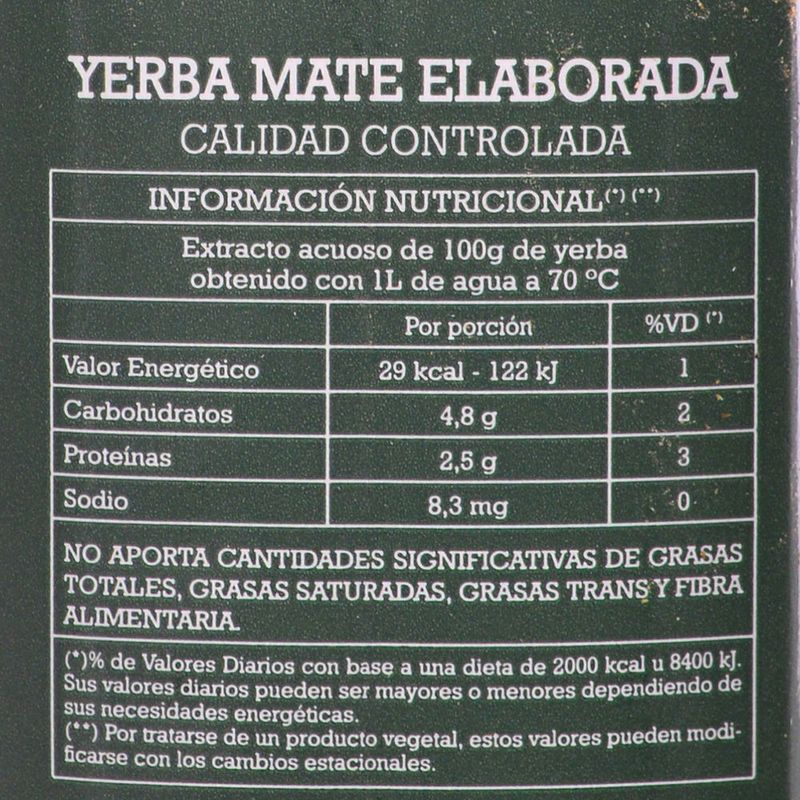 YERBA MATE ELABORADA
CALIDAD CONTROLADA
INFORMACIÓN NUTRICIONAL(*) (**)
Extracto acuoso de 100g de yerba
obtenido con 1L de agua a 70 ºC
Por porción %VD (*)
Valor Energético 29 kcal - 122 kJ 1
Carbohidratos 4,8 g 2
Proteínas 2,5 g 3
Sodio 8,3 mg 0
NO APORTA CANTIDADES SIGNIFICATIVAS DE GRASAS
TOTALES, GRASAS SATURADAS, GRASAS TRANS Y FIBRA
ALIMENTARIA.
(*)% de Valores Diarios con base a una dieta de 2000 kcal u 8400 kJ.
Sus valores diarios pueden ser mayores o menores dependiendo de
sus necesidades energéticas.
(**) Por tratarse de un producto vegetal, estos valores pueden modi-
ficarse con los cambios estacionales.